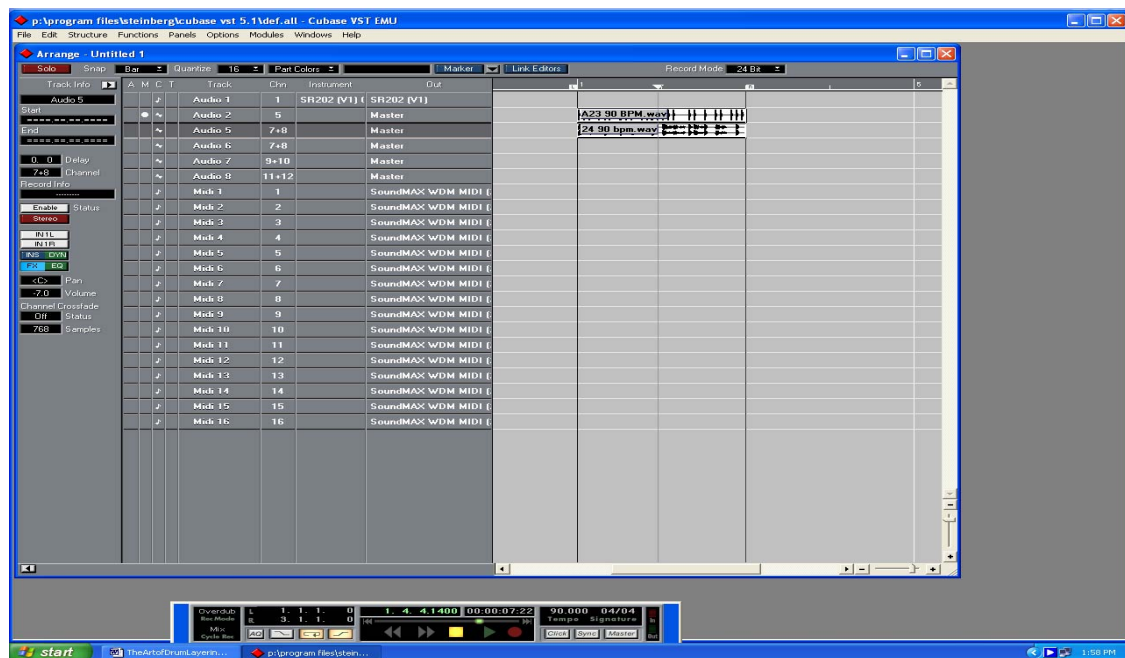 p:\program files\steinberg\cubase vst 5.1\def.all - Cubase VST EMU
File Edit Structure Functions Panels Options Modules Windows Help
Arrange - Untitled 1
Solo Snap Bar Quantize 16 Part Colors Marker Link Editors Record Mode 24 Bit
Track Info A M C T Track Chn Instrument Out 1 5
Audio 5
Start
End
0. 0 Delay
7+8 Channel
Record Info
Enable Status
Stereo
IN1L
IN1R
INS DYN
FX EQ
<C> Pan
-7.0 Volume
Channel Crossfade
Off Status
768 Samples
Audio 1 1 SR202 (V1) ( SR202 (V1)
Audio 2 5 Master A23 90 BPM.wav
Audio 5 7+8 Master 24 90 bpm.wav
Audio 6 7+8 Master
Audio 7 9+10 Master
Audio 8 11+12 Master
Midi 1 1 SoundMAX WDM MIDI [
Midi 2 2 SoundMAX WDM MIDI [
Midi 3 3 SoundMAX WDM MIDI [
Midi 4 4 SoundMAX WDM MIDI [
Midi 5 5 SoundMAX WDM MIDI [
Midi 6 6 SoundMAX WDM MIDI [
Midi 7 7 SoundMAX WDM MIDI [
Midi 8 8 SoundMAX WDM MIDI [
Midi 9 9 SoundMAX WDM MIDI [
Midi 10 10 SoundMAX WDM MIDI [
Midi 11 11 SoundMAX WDM MIDI [
Midi 12 12 SoundMAX WDM MIDI [
Midi 13 13 SoundMAX WDM MIDI [
Midi 14 14 SoundMAX WDM MIDI [
Midi 15 15 SoundMAX WDM MIDI [
Midi 16 16 SoundMAX WDM MIDI [
Overdub L 1. 1. 1. 0 1. 4. 4.1400 00:00:07:22 90.000 04/04
Rec Mode R 3. 1. 1. 0 Tempo Signature In
Mix
Cycle Rec AQ Click Sync Master Out
start TheArtofDrumLayerin... p:\program files\stein... 1:58 PM